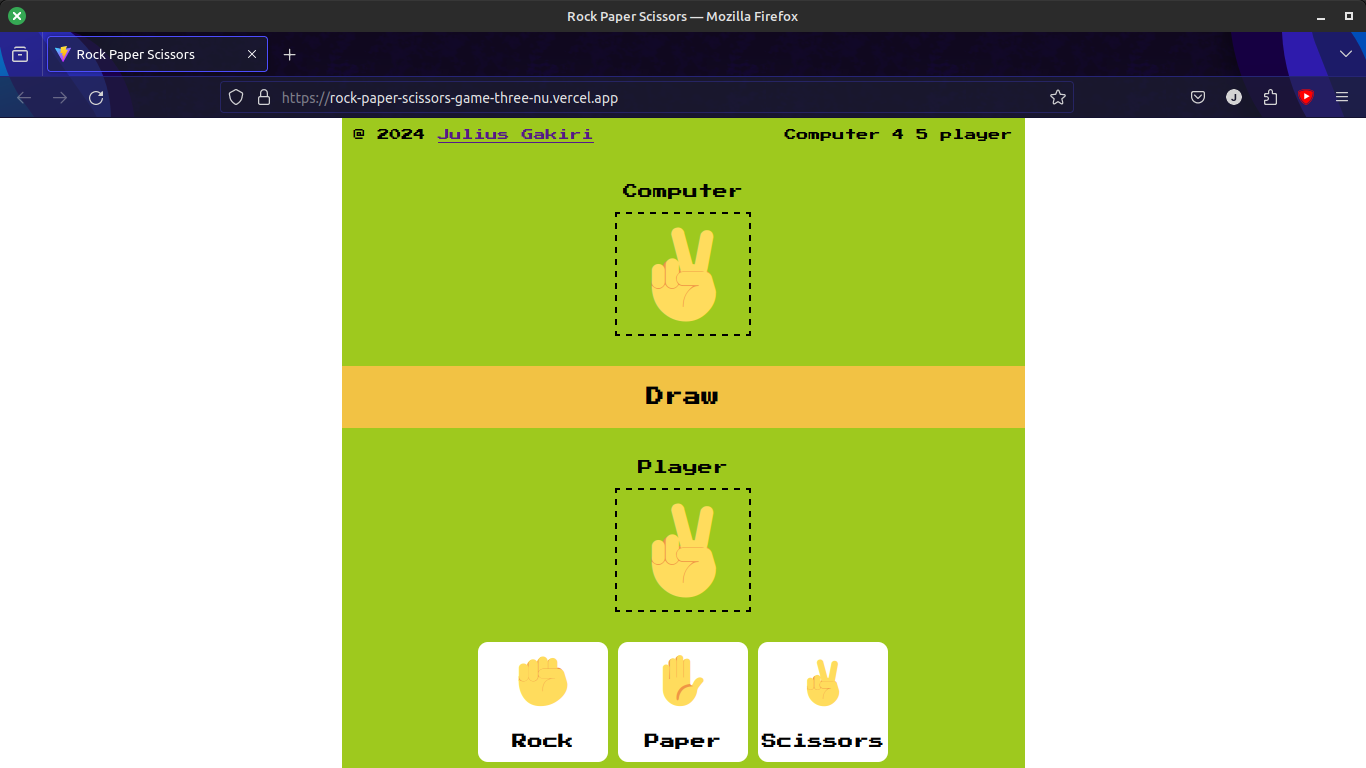 Rock Paper Scissors — Mozilla Firefox
Rock Paper Scissors
https://rock-paper-scissors-game-three-nu.vercel.app
J
@ 2024 Julius Gakiri
Computer 4 5 player
Computer
Draw
Player
Rock
Paper
Scissors